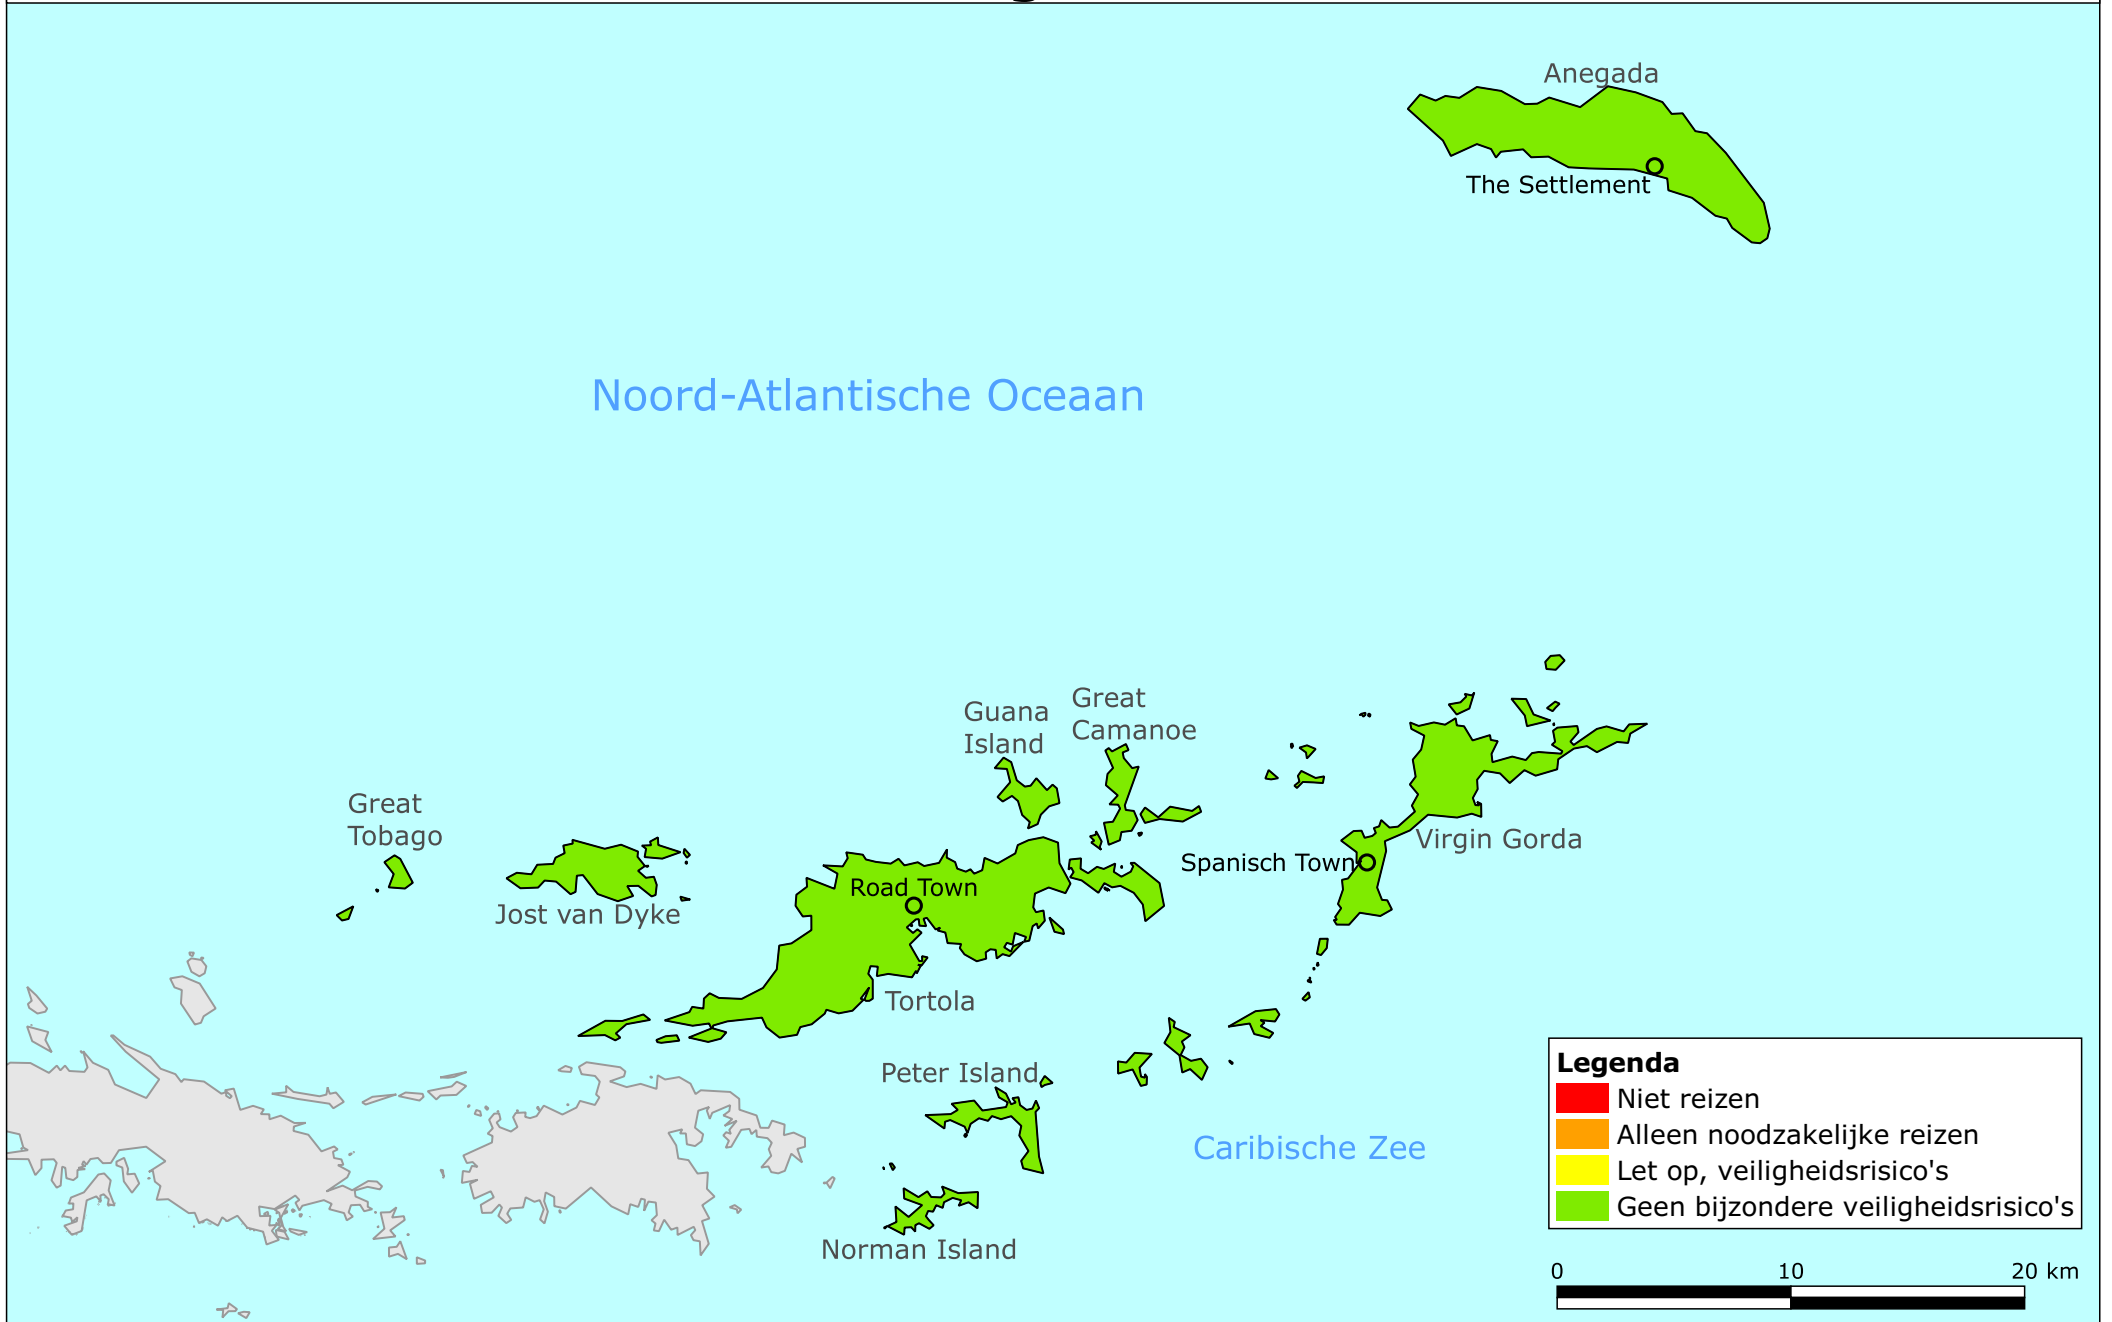 Anegada
The Settlement
Noord-Atlantische Oceaan
Guana
Island
Great
Camanoe
Great
Tobago
Virgin Gorda
Spanisch Town
Road Town
Jost van Dyke
Tortola
Peter Island
Caribische Zee
Norman Island
Legenda
Niet reizen
Alleen noodzakelijke reizen
Let op, veiligheidsrisico's
Geen bijzondere veiligheidsrisico's
0 10 20 km